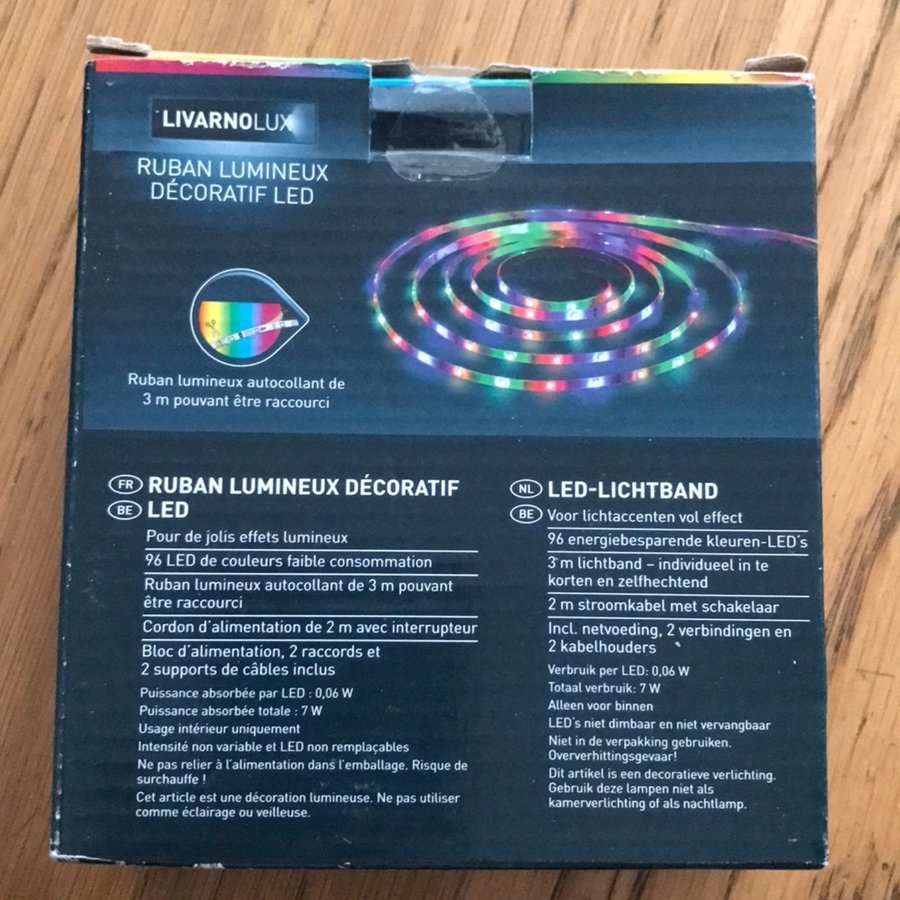 LIVARNOLUX
RUBAN LUMINEUX
DÉCORATIF LED
Ruban lumineux autocollant de
3 m pouvant être raccourci
FR RUBAN LUMINEUX DÉCORATIF
BE LED
Pour de jolis effets lumineux
96 LED de couleurs faible consommation
Ruban lumineux autocollant de 3 m pouvant
être raccourci
Cordon d'alimentation de 2 m avec interrupteur
Bloc d'alimentation, 2 raccords et
2 supports de câbles inclus
Puissance absorbée par LED : 0,06 W
Puissance absorbée totale : 7 W
Usage intérieur uniquement
Intensité non variable et LED non remplaçables
Ne pas relier à l'alimentation dans l'emballage. Risque de
surchauffe !
Cet article est une décoration lumineuse. Ne pas utiliser
comme éclairage ou veilleuse.
NL LED-LICHTBAND
BE Voor lichtaccenten vol effect
96 energiebesparende kleuren-LED's
3 m lichtband – individueel in te
korten en zelfhechtend
2 m stroomkabel met schakelaar
Incl. netvoeding, 2 verbindingen en
2 kabelhouders
Verbruik per LED: 0,06 W
Totaal verbruik: 7 W
Alleen voor binnen
LED's niet dimbaar en niet vervangbaar
Niet in de verpakking gebruiken.
Oververhittingsgevaar!
Dit artikel is een decoratieve verlichting.
Gebruik deze lampen niet als
kamerverlichting of als nachtlamp.